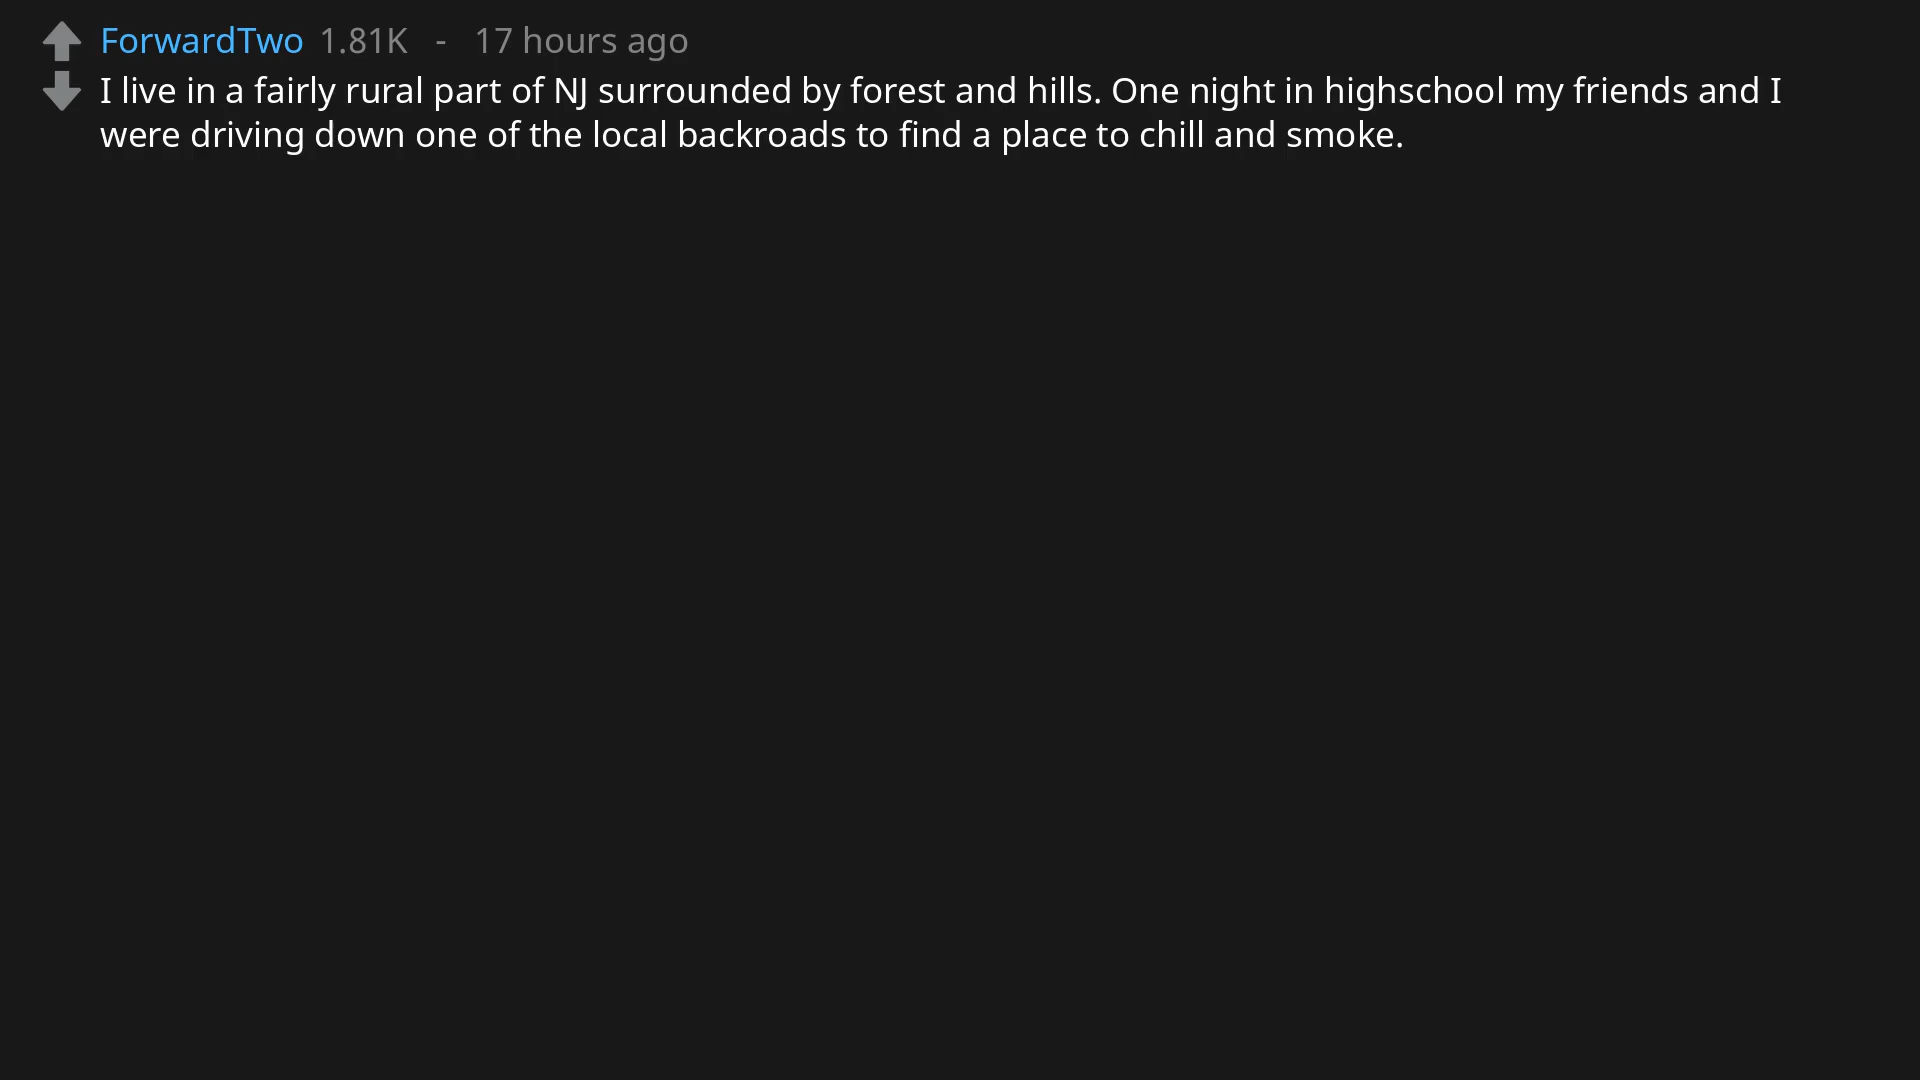 ForwardTwo 1.81K - 17 hours ago
I live in a fairly rural part of NJ surrounded by forest and hills. One night in highschool my friends and I
were driving down one of the local backroads to find a place to chill and smoke.